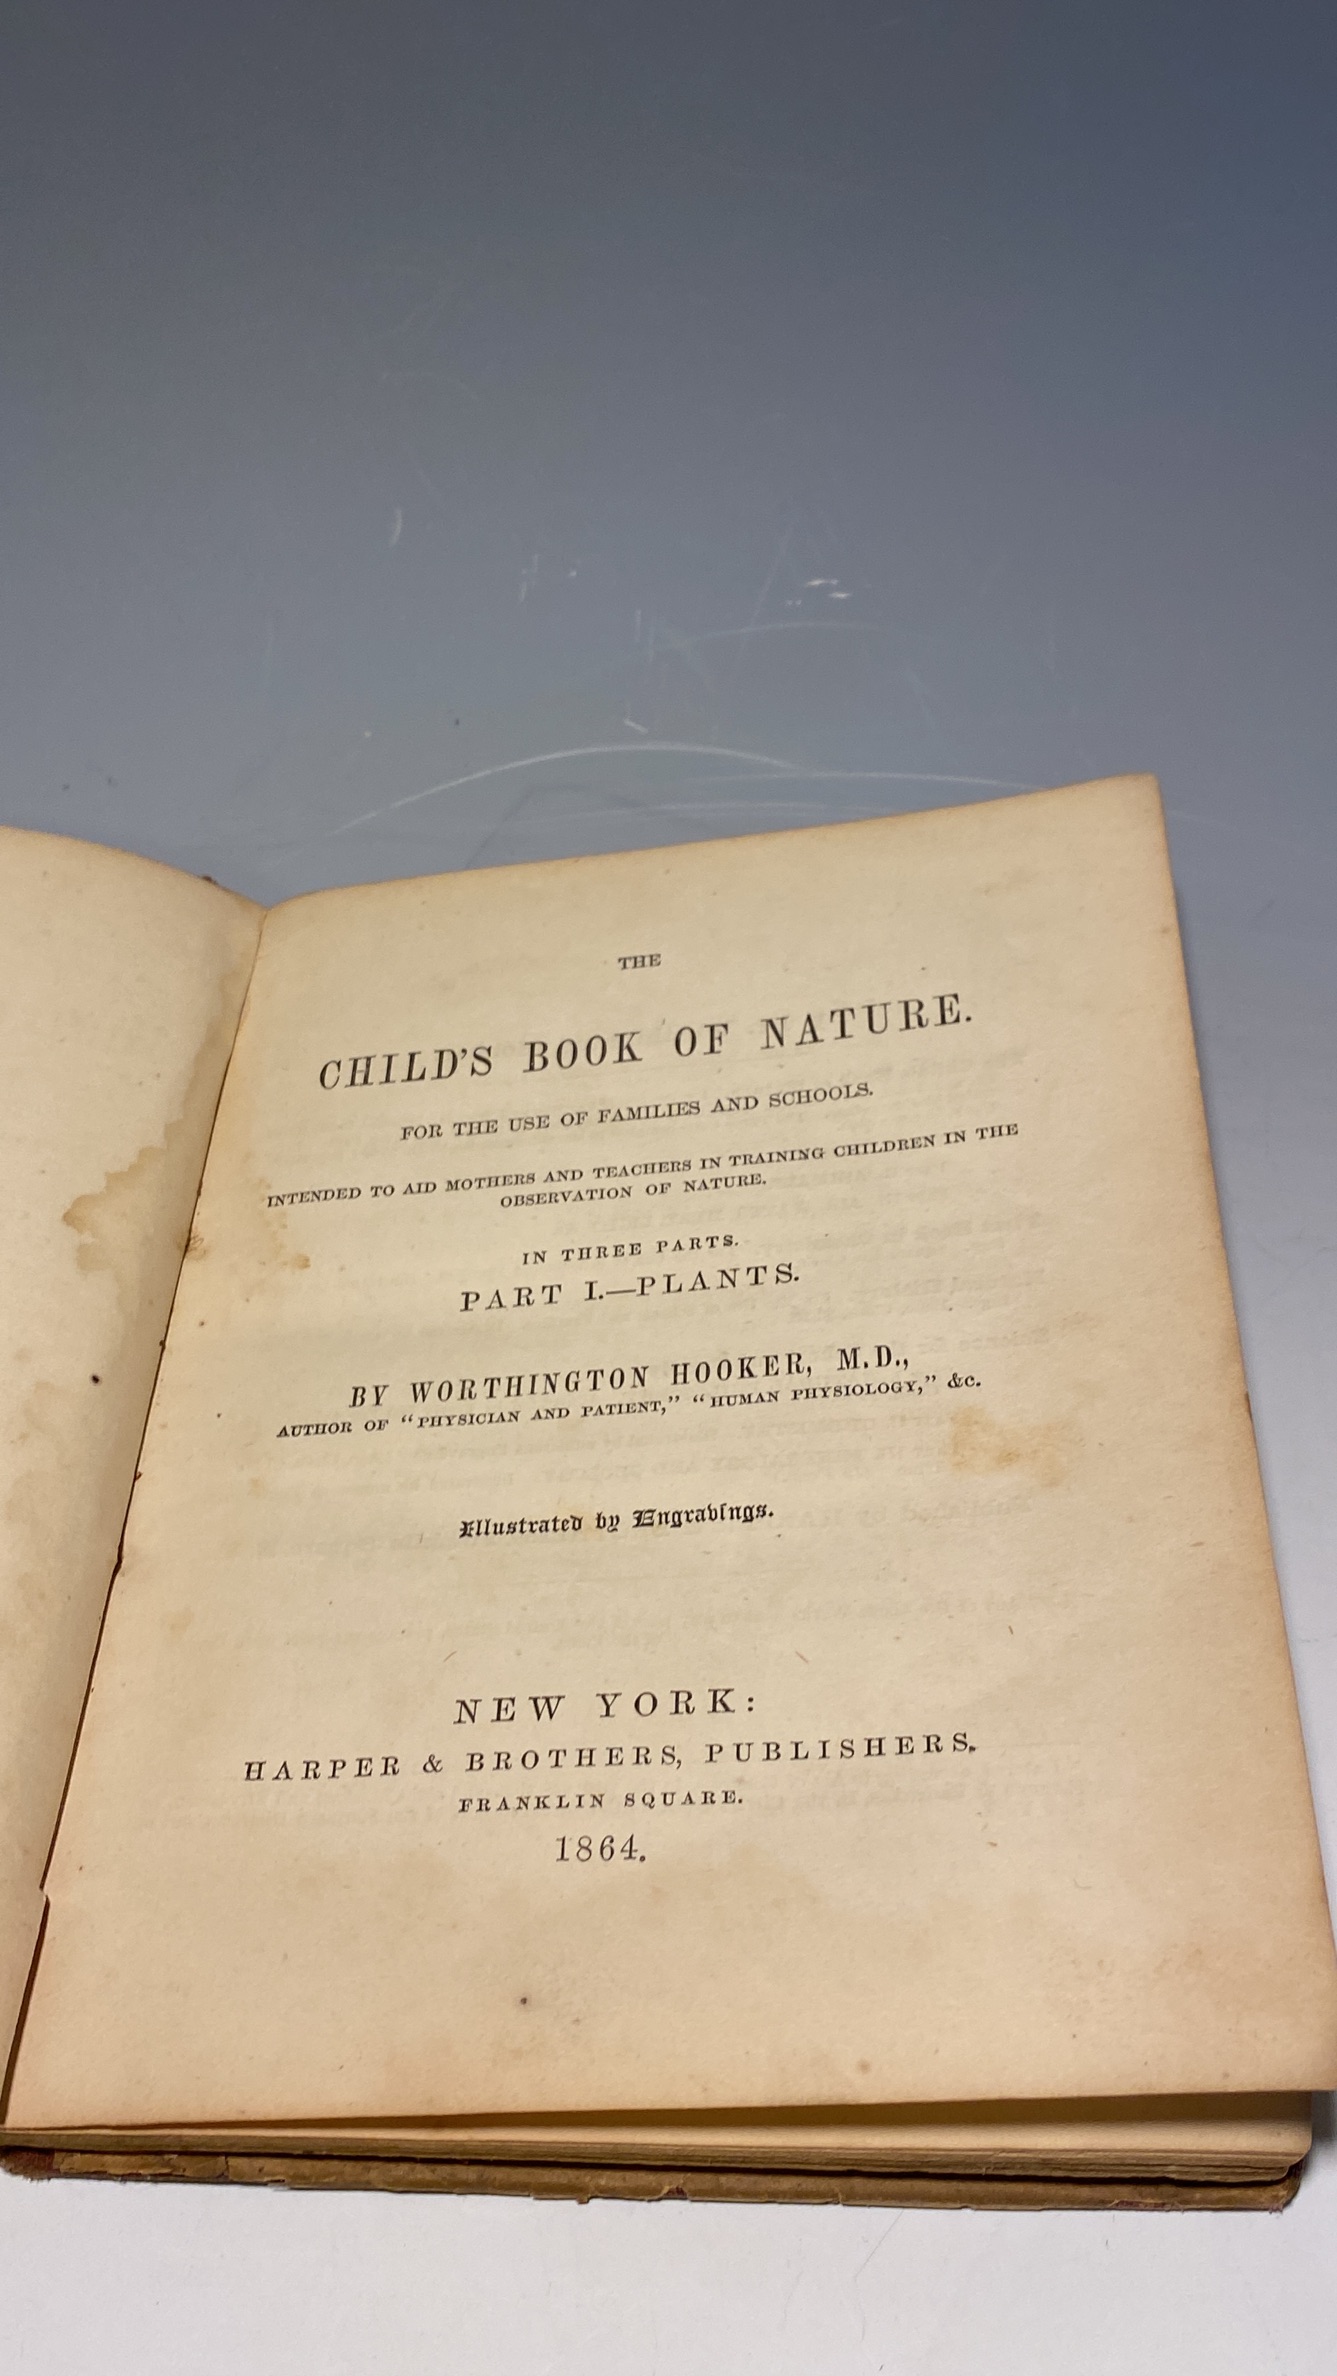 THE
CHILD'S BOOK OF NATURE.
FOR THE USE OF FAMILIES AND SCHOOLS.
INTENDED TO AID MOTHERS AND TEACHERS IN TRAINING CHILDREN IN THE
OBSERVATION OF NATURE.
IN THREE PARTS.
PART I.—PLANTS.
BY WORTHINGTON HOOKER, M.D.,
AUTHOR OF "PHYSICIAN AND PATIENT," "HUMAN PHYSIOLOGY," &c.
Illustrated by Engravings.
NEW YORK:
HARPER & BROTHERS, PUBLISHERS.
FRANKLIN SQUARE.
1864.